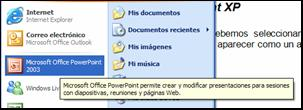 Internet
Internet Explorer
Correo electrónico
Microsoft Office Outlook
Microsoft Office PowerPoint
2003
Windows Live
Mis documentos
Documentos recientes
Mis imágenes
Mi música
Microsoft Office PowerPoint permite crear y modificar presentaciones para sesiones
con diapositivas, reuniones y páginas Web.
t XP
ebemos seleccionar
aparecer como un a